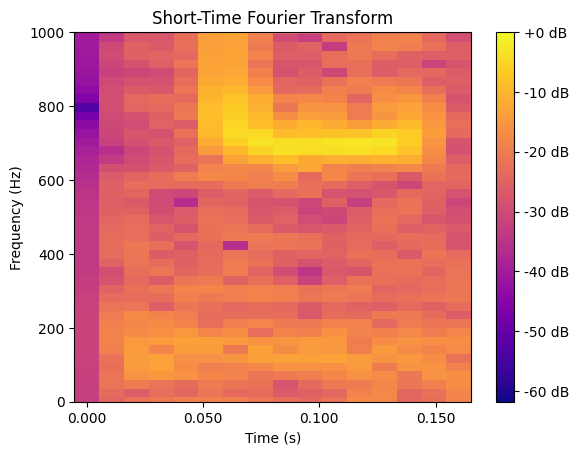 Short-Time Fourier Transform
1000
800
600
400
200
0
Frequency (Hz)
0.000
0.050
0.100
0.150
Time (s)
+0 dB
-10 dB
-20 dB
-30 dB
-40 dB
-50 dB
-60 dB